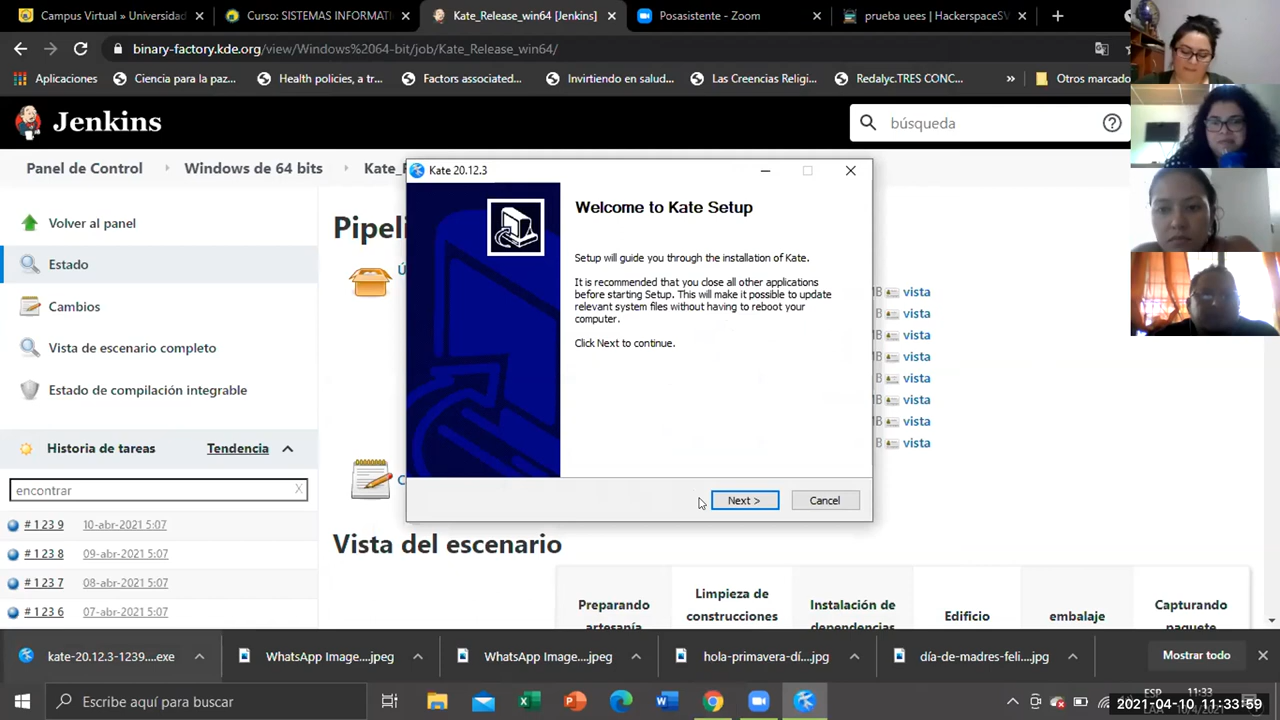 Campus Virtual » Universidad
Curso: SISTEMAS INFORMATI
Kate_Release_win64 [Jenkins]
Posasistente - Zoom
prueba uees | HackerspaceSV
binary-factory.kde.org/view/Windows%2064-bit/job/Kate_Release_win64/
Aplicaciones
Ciencia para la paz...
Health policies, a tr...
Factors associated...
Invirtiendo en salud...
Las Creencias Religi...
Redalyc.TRES CONC...
»
Otros marcado
Jenkins
búsqueda
Panel de Control
Windows de 64 bits
Kate_
Volver al panel
Estado
Cambios
Vista de escenario completo
Estado de compilación integrable
Historia de tareas
Tendencia
encontrar
X
# 1 23 9 10-abr-2021 5:07
# 1 23 8 09-abr-2021 5:07
# 1 23 7 08-abr-2021 5:07
# 1 23 6 07-abr-2021 5:07
Pipeli
Kate 20.12.3
Welcome to Kate Setup
Setup will guide you through the installation of Kate.
It is recommended that you close all other applications
before starting Setup. This will make it possible to update
relevant system files without having to reboot your
computer.
Click Next to continue.
Next >
Cancel
vista
vista
vista
vista
vista
vista
vista
vista
Vista del escenario
Preparando
artesanía
Limpieza de
construcciones
Instalación de
dependencias
Edificio
embalaje
Capturando
paquete
kate-20.12.3-1239....exe
WhatsApp Image....jpeg
WhatsApp Image....jpeg
hola-primavera-dí....jpg
día-de-madres-feli....jpg
Mostrar todo
Escribe aquí para buscar
ESP
11:33
2021-04-10 11:33:59